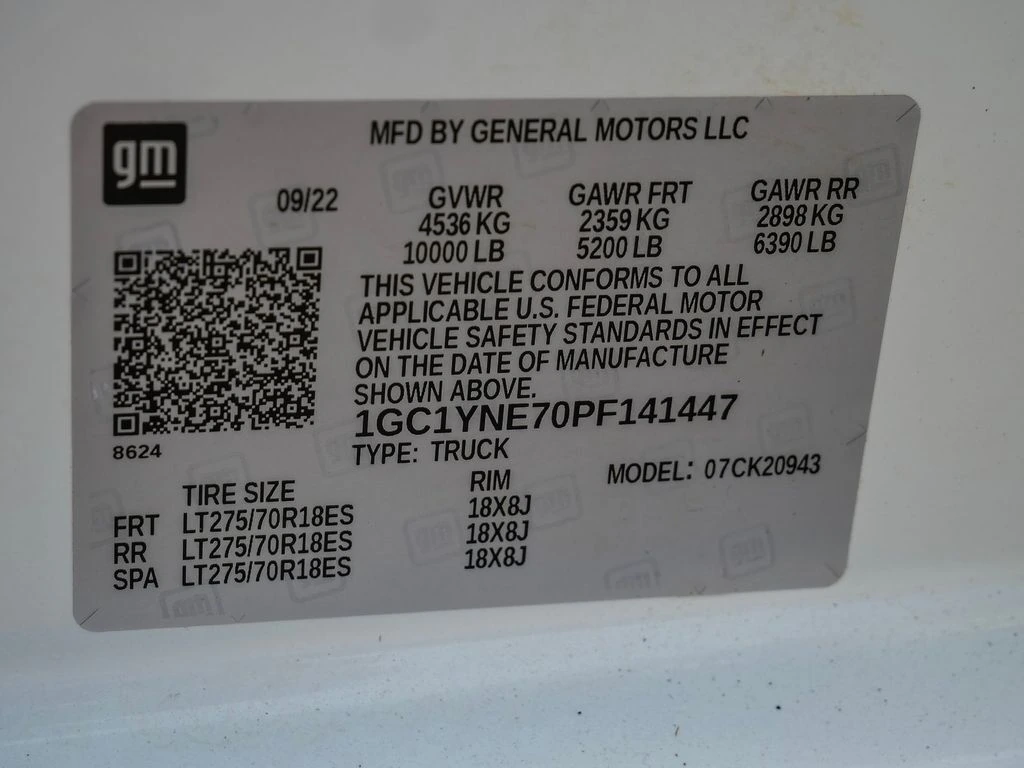 gm
MFD BY GENERAL MOTORS LLC
09/22 GVWR GAWR FRT GAWR RR
4536 KG 2359 KG 2898 KG
10000 LB 5200 LB 6390 LB
THIS VEHICLE CONFORMS TO ALL
APPLICABLE U.S. FEDERAL MOTOR
VEHICLE SAFETY STANDARDS IN EFFECT
ON THE DATE OF MANUFACTURE
SHOWN ABOVE.
1GC1YNE70PF141447
8624
TYPE: TRUCK
MODEL: 07CK20943
TIRE SIZE RIM
FRT LT275/70R18ES 18X8J
RR LT275/70R18ES 18X8J
SPA LT275/70R18ES 18X8J